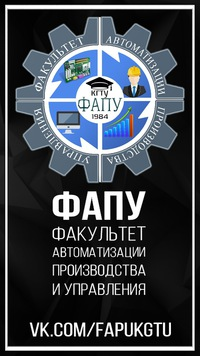 ФАКУЛЬТЕТ
АВТОМАТИЗАЦИИ
ПРОИЗВОДСТВА
УПРАВЛЕНИЯ
КГТУ
ФАПУ
1984
ФАПУ
ФАКУЛЬТЕТ
АВТОМАТИЗАЦИИ
ПРОИЗВОДСТВА
И УПРАВЛЕНИЯ
VK.COM/FAPUKGTU